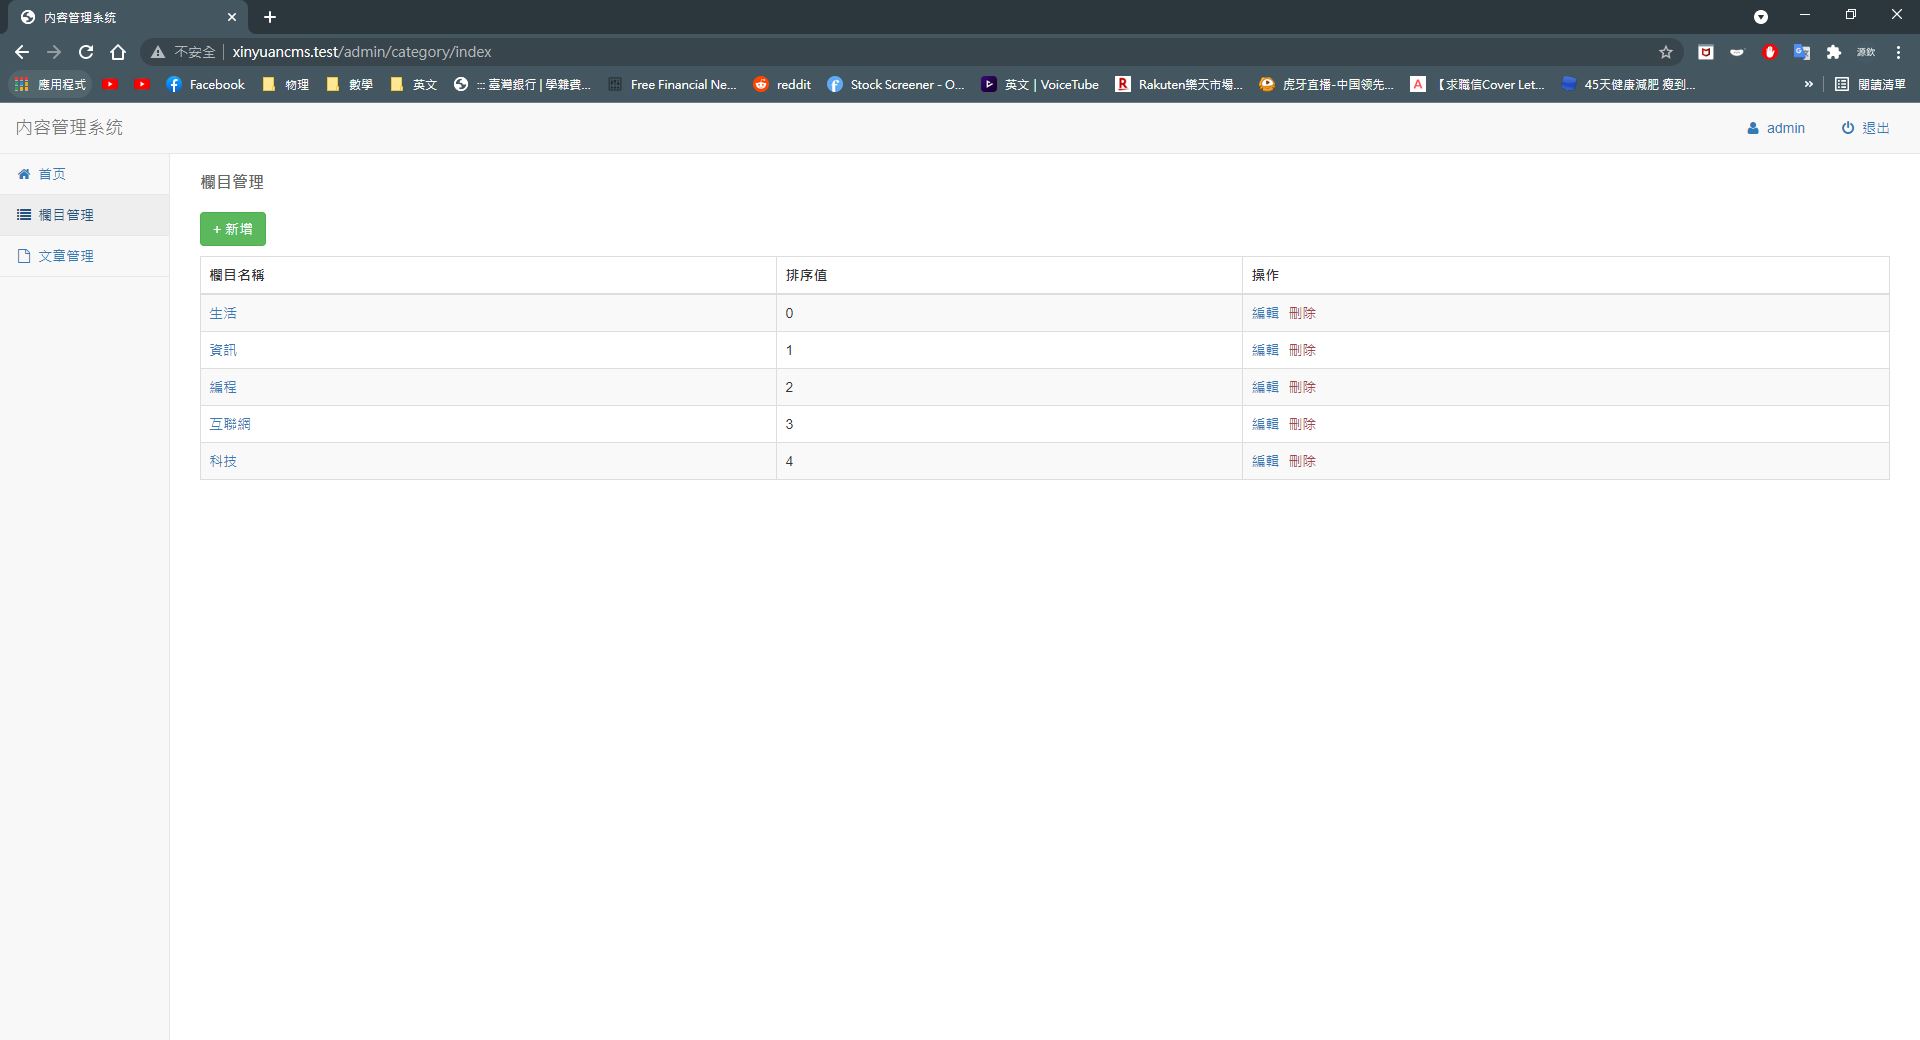 内容管理系统
不安全 | xinyuancms.test/admin/category/index
源欽
應用程式 Facebook 物理 數學 英文 ::: 臺灣銀行 | 學雜費... Free Financial Ne... reddit Stock Screener - O... 英文 | VoiceTube Rakuten樂天市場... 虎牙直播-中国领先... 【求職信Cover Let... 45天健康減肥 瘦到... » 閱讀清單
内容管理系统 admin 退出
首页
欄目管理
文章管理
欄目管理
+ 新增
欄目名稱 排序值 操作
生活 0 編輯 刪除
資訊 1 編輯 刪除
編程 2 編輯 刪除
互聯網 3 編輯 刪除
科技 4 編輯 刪除